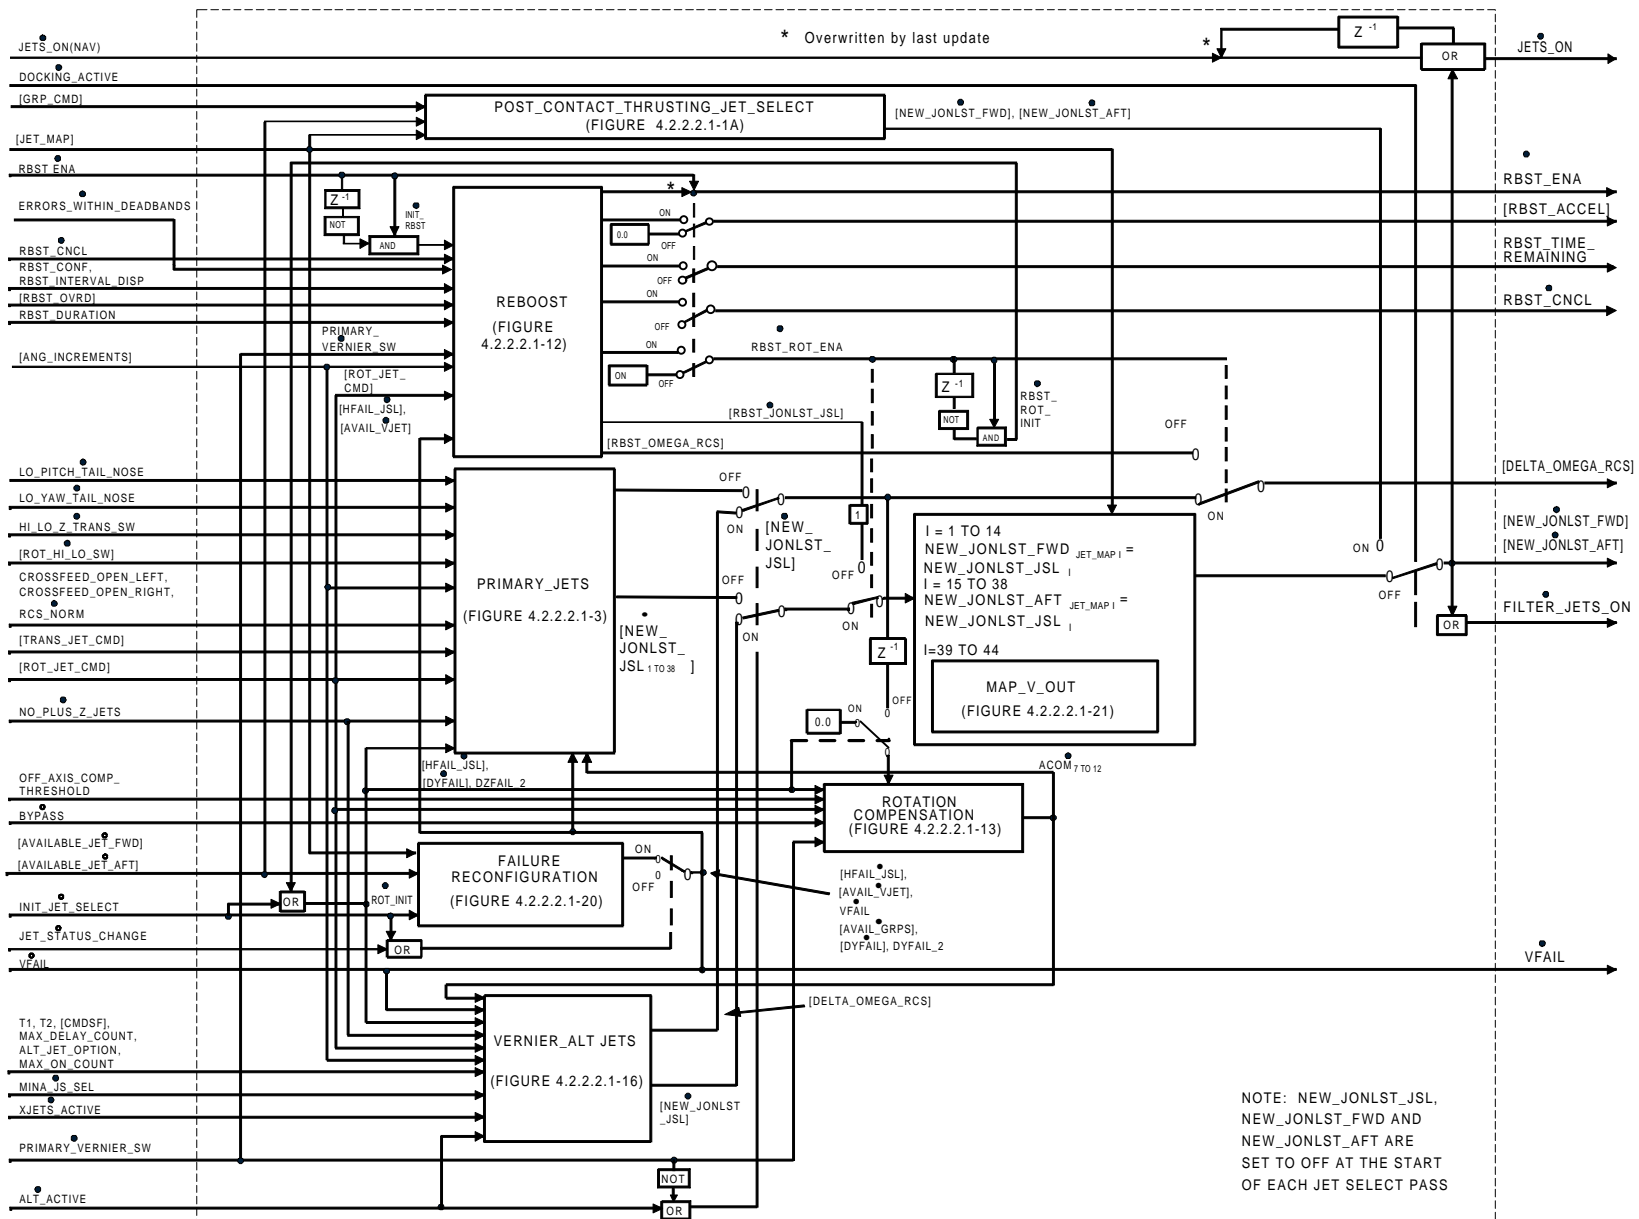 * Overwritten by last update
*
Z -1
JETS_ON(NAV)
OR
JETS_ON
DOCKING_ACTIVE
[GRP_CMD]
POST_CONTACT_THRUSTING_JET_SELECT
(FIGURE 4.2.2.2.1-1A)
[NEW_JONLST_FWD], [NEW_JONLST_AFT]
[JET_MAP]
RBST_ENA
Z -1
NOT
INIT_
RBST
AND
*
RBST_ENA
ERRORS_WITHIN_DEADBANDS
ON
0.0
OFF
[RBST_ACCEL]
RBST_CNCL
RBST_CONF,
RBST_INTERVAL_DISP
[RBST_OVRD]
RBST_DURATION
REBOOST
(FIGURE
4.2.2.2.1-12)
ON
OFF
RBST_TIME_
REMAINING
ON
OFF
RBST_CNCL
PRIMARY_
VERNIER_SW
[ANG_INCREMENTS]
[ROT_JET_
CMD]
[HFAIL_JSL],
[AVAIL_VJET]
ON
ON
OFF
RBST_ROT_ENA
Z -1
NOT
AND
RBST_
ROT_
INIT
[RBST_JONLST_JSL]
[RBST_OMEGA_RCS]
OFF
ON
[DELTA_OMEGA_RCS]
LO_PITCH_TAIL_NOSE
LO_YAW_TAIL_NOSE
HI_LO_Z_TRANS_SW
[ROT_HI_LO_SW]
CROSSFEED_OPEN_LEFT,
CROSSFEED_OPEN_RIGHT,
RCS_NORM
[TRANS_JET_CMD]
[ROT_JET_CMD]
NO_PLUS_Z_JETS
PRIMARY_JETS
(FIGURE 4.2.2.2.1-3)
OFF
ON
[NEW_
JONLST_
JSL]
1
OFF
ON
OFF
ON
[NEW_
JONLST_
JSL 1 TO 38 ]
I = 1 TO 14
NEW_JONLST_FWD JET_MAP I =
NEW_JONLST_JSL I
I = 15 TO 38
NEW_JONLST_AFT JET_MAP I =
NEW_JONLST_JSL I
I=39 TO 44
MAP_V_OUT
(FIGURE 4.2.2.2.1-21)
ON
OFF
[NEW_JONLST_FWD]
[NEW_JONLST_AFT]
OR
FILTER_JETS_ON
Z -1
OFF
ON
0.0
[HFAIL_JSL],
[DYFAIL], DZFAIL_2
ACOM 7 TO 12
OFF_AXIS_COMP_
THRESHOLD
BYPASS
ROTATION
COMPENSATION
(FIGURE 4.2.2.2.1-13)
[AVAILABLE_JET_FWD]
[AVAILABLE_JET_AFT]
FAILURE
RECONFIGURATION
(FIGURE 4.2.2.2.1-20)
ON
OFF
OR
ROT_INIT
INIT_JET_SELECT
OR
JET_STATUS_CHANGE
[HFAIL_JSL],
[AVAIL_VJET],
VFAIL
[AVAIL_GRPS],
[DYFAIL], DYFAIL_2
VFAIL
VFAIL
[DELTA_OMEGA_RCS]
T1, T2, [CMDSF],
MAX_DELAY_COUNT,
ALT_JET_OPTION,
MAX_ON_COUNT
MINA_JS_SEL
XJETS_ACTIVE
VERNIER_ALT JETS
(FIGURE 4.2.2.2.1-16)
[NEW_JONLST
_JSL]
PRIMARY_VERNIER_SW
NOT
ALT_ACTIVE
OR
NOTE: NEW_JONLST_JSL,
NEW_JONLST_FWD AND
NEW_JONLST_AFT ARE
SET TO OFF AT THE START
OF EACH JET SELECT PASS